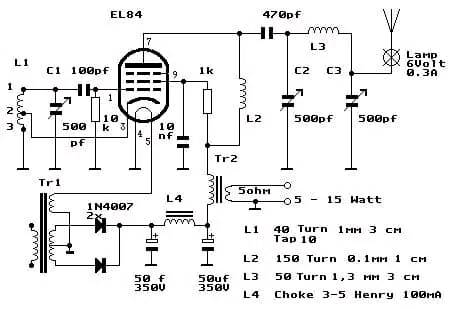 EL84
470pf
L1
C1 100pf
7
9
1k
L3
Lamp
6Volt
0.3A
1
2
3
1
C2
C3
500
pf
10
k
3
4
5
10
nf
L2
500pf
500pf
Tr2
Tr1
1N4007
2x
L4
5ohm
5 - 15 Watt
50 f
350V
50uf
350V
L1 40 Turn 1mm 3 cm
Tap 10
L2 150 Turn 0.1mm 1 cm
L3 50 Turn 1,3 mm 3 cm
L4 Choke 3-5 Henry 100mA